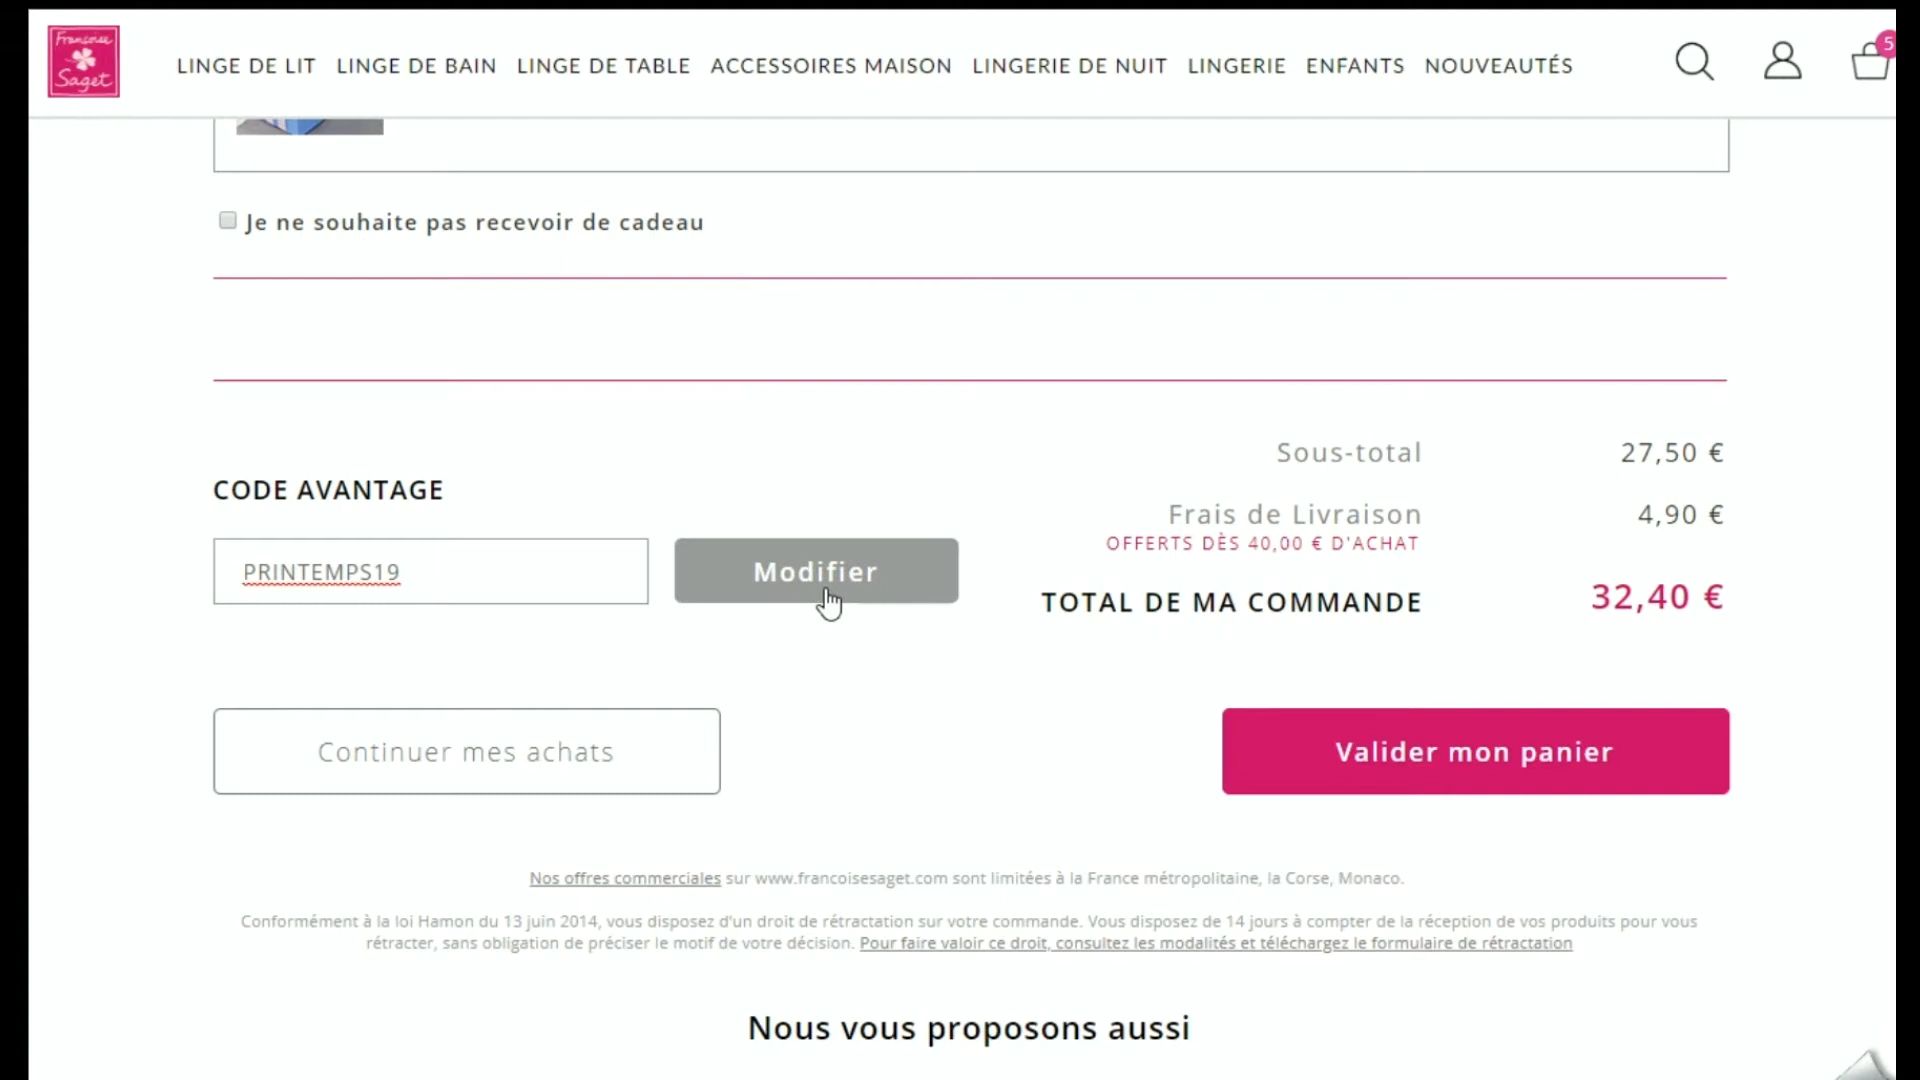 Françoise
Saget
LINGE DE LIT LINGE DE BAIN LINGE DE TABLE ACCESSOIRES MAISON LINGERIE DE NUIT LINGERIE ENFANTS NOUVEAUTÉS
5
Je ne souhaite pas recevoir de cadeau
Sous-total 27,50 €
CODE AVANTAGE
Frais de Livraison 4,90 €
OFFERTS DÈS 40,00 € D'ACHAT
PRINTEMPS19 Modifier
TOTAL DE MA COMMANDE 32,40 €
Continuer mes achats Valider mon panier
Nos offres commerciales sur www.francoisesaget.com sont limitées à la France métropolitaine, la Corse, Monaco.
Conformément à la loi Hamon du 13 juin 2014, vous disposez d'un droit de rétractation sur votre commande. Vous disposez de 14 jours à compter de la réception de vos produits pour vous
rétracter, sans obligation de préciser le motif de votre décision. Pour faire valoir ce droit, consultez les modalités et téléchargez le formulaire de rétractation
Nous vous proposons aussi